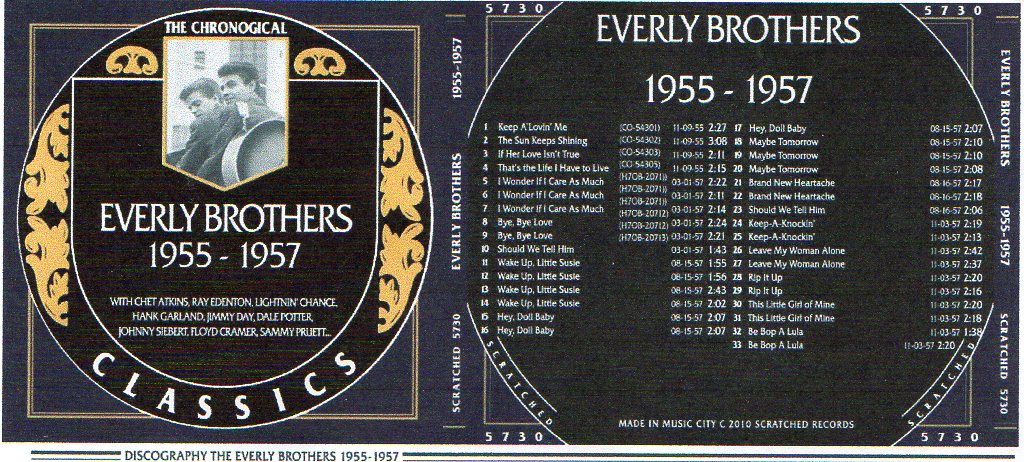 THE CHRONOGICAL
EVERLY BROTHERS
1955 - 1957
WITH CHET ATKINS, RAY EDENTON, LIGHTNIN' CHANCE,
HANK GARLAND, JIMMY DAY, DALE POTTER,
JOHNNY SIEBERT, FLOYD CRAMER, SAMMY PRUETT...
CLASSICS
1955-1957
EVERLY BROTHERS
SCRATCHED 5730
5730
5730
EVERLY BROTHERS
1955 - 1957
1 Keep A'Lovin' Me (CO-54301) 11-09-55 2:27 17 Hey, Doll Baby 08-15-57 2:07
2 The Sun Keeps Shining (CO-54302) 11-09-55 3:08 18 Maybe Tomorrow 08-15-57 2:10
3 If Her Love Isn't True (CO-54303) 11-09-55 2:11 19 Maybe Tomorrow 08-15-57 2:10
4 That's the Life I Have to Live (CO-54305) 11-09-55 2:15 20 Maybe Tomorrow 08-15-57 2:08
5 I Wonder If I Care As Much (H7OB-20711) 03-01-57 2:22 21 Brand New Heartache 08-16-57 2:17
6 I Wonder If I Care As Much (H7OB-20711) 03-01-57 2:11 22 Brand New Heartache 08-16-57 2:18
7 I Wonder If I Care As Much (H7OB-20711) 03-01-57 2:14 23 Should We Tell Him 08-16-57 2:06
8 Bye, Bye Love (H7OB-20712) 03-01-57 2:24 24 Keep-A-Knockin' 11-03-57 2:19
9 Bye, Bye Love (H7OB-20712) 03-01-57 2:21 25 Keep-A-Knockin' 11-03-57 2:13
10 Should We Tell Him (H7OB-20713) 03-01-57 1:43 26 Leave My Woman Alone 11-03-57 2:42
11 Wake Up, Little Susie 08-15-57 1:55 27 Leave My Woman Alone 11-03-57 2:37
12 Wake Up, Little Susie 08-15-57 1:56 28 Rip It Up 11-03-57 2:20
13 Wake Up, Little Susie 08-15-57 2:43 29 Rip It Up 11-03-57 2:16
14 Wake Up, Little Susie 08-15-57 2:02 30 This Little Girl of Mine 11-03-57 2:20
15 Hey, Doll Baby 08-15-57 2:07 31 This Little Girl of Mine 11-03-57 2:18
16 Hey, Doll Baby 08-15-57 2:07 32 Be Bop A Lula 11-03-57 1:38
33 Be Bop A Lula 11-03-57 2:20
SCRATCHED
SCRATCHED
MADE IN MUSIC CITY C 2010 SCRATCHED RECORDS
5730
5730
EVERLY BROTHERS
1955-1957
SCRATCHED 5730
DISCOGRAPHY THE EVERLY BROTHERS 1955-1957